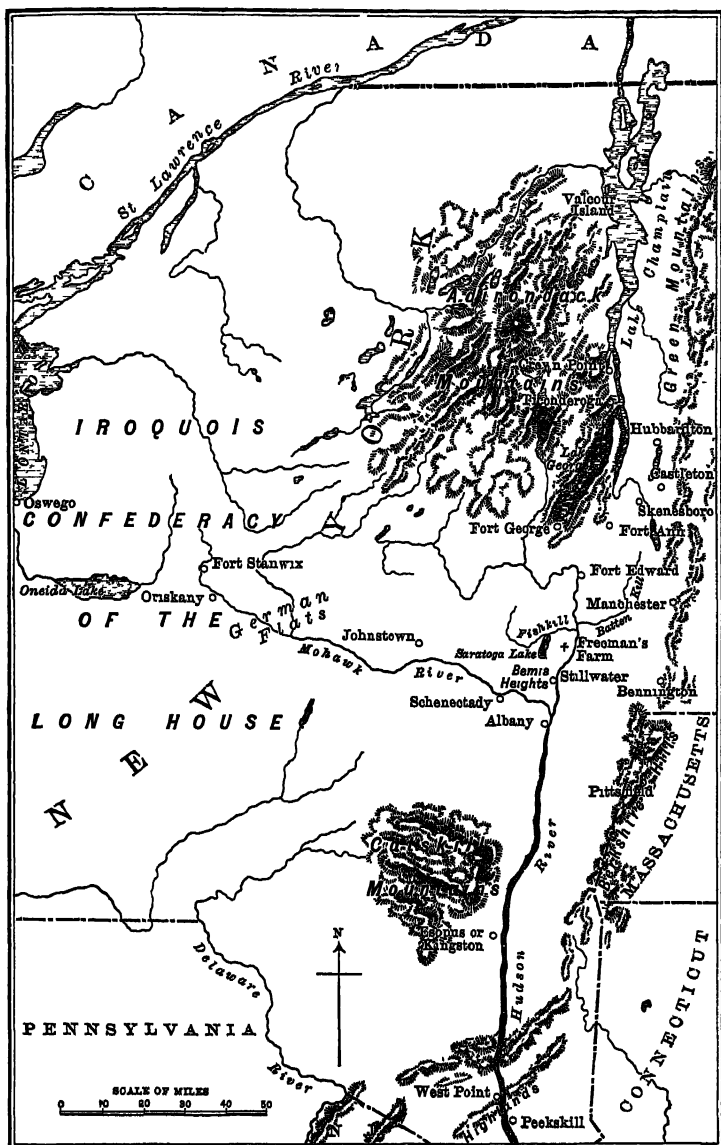 CANADA
St Lawrence River
Valcour Island
Lake Champlain
Green Mountains
Adirondack Mountains
NEW YORK
Ticonderoga
Lake George
Hubbardton
Castleton
Skenesboro
IROQUOIS
CONFEDERACY
OF THE
LONG HOUSE
Oswego
Fort George
Fort Ann
Fort Stanwix
Fort Edward
Oneida Lake
Oriskany
German Flats
Manchester
Batten Kill
Fishkill
Johnstown
Saratoga Lake
Freeman's Farm
Mohawk River
Bemis Heights
Stillwater
Bennington
Schenectady
Albany
Pittsfield
Berkshire Hills
MASSACHUSETTS
Catskill
Mountains
Esopus or Kingston
N
Hudson River
Delaware River
PENNSYLVANIA
CONNECTICUT
SCALE OF MILES
0 10 20 30 40 50
West Point
Highlands
Peekskill